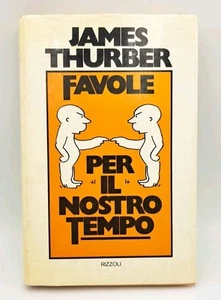 JAMES
THURBER
FAVOLE
PER
IL
NOSTRO
TEMPO
RIZZOLI